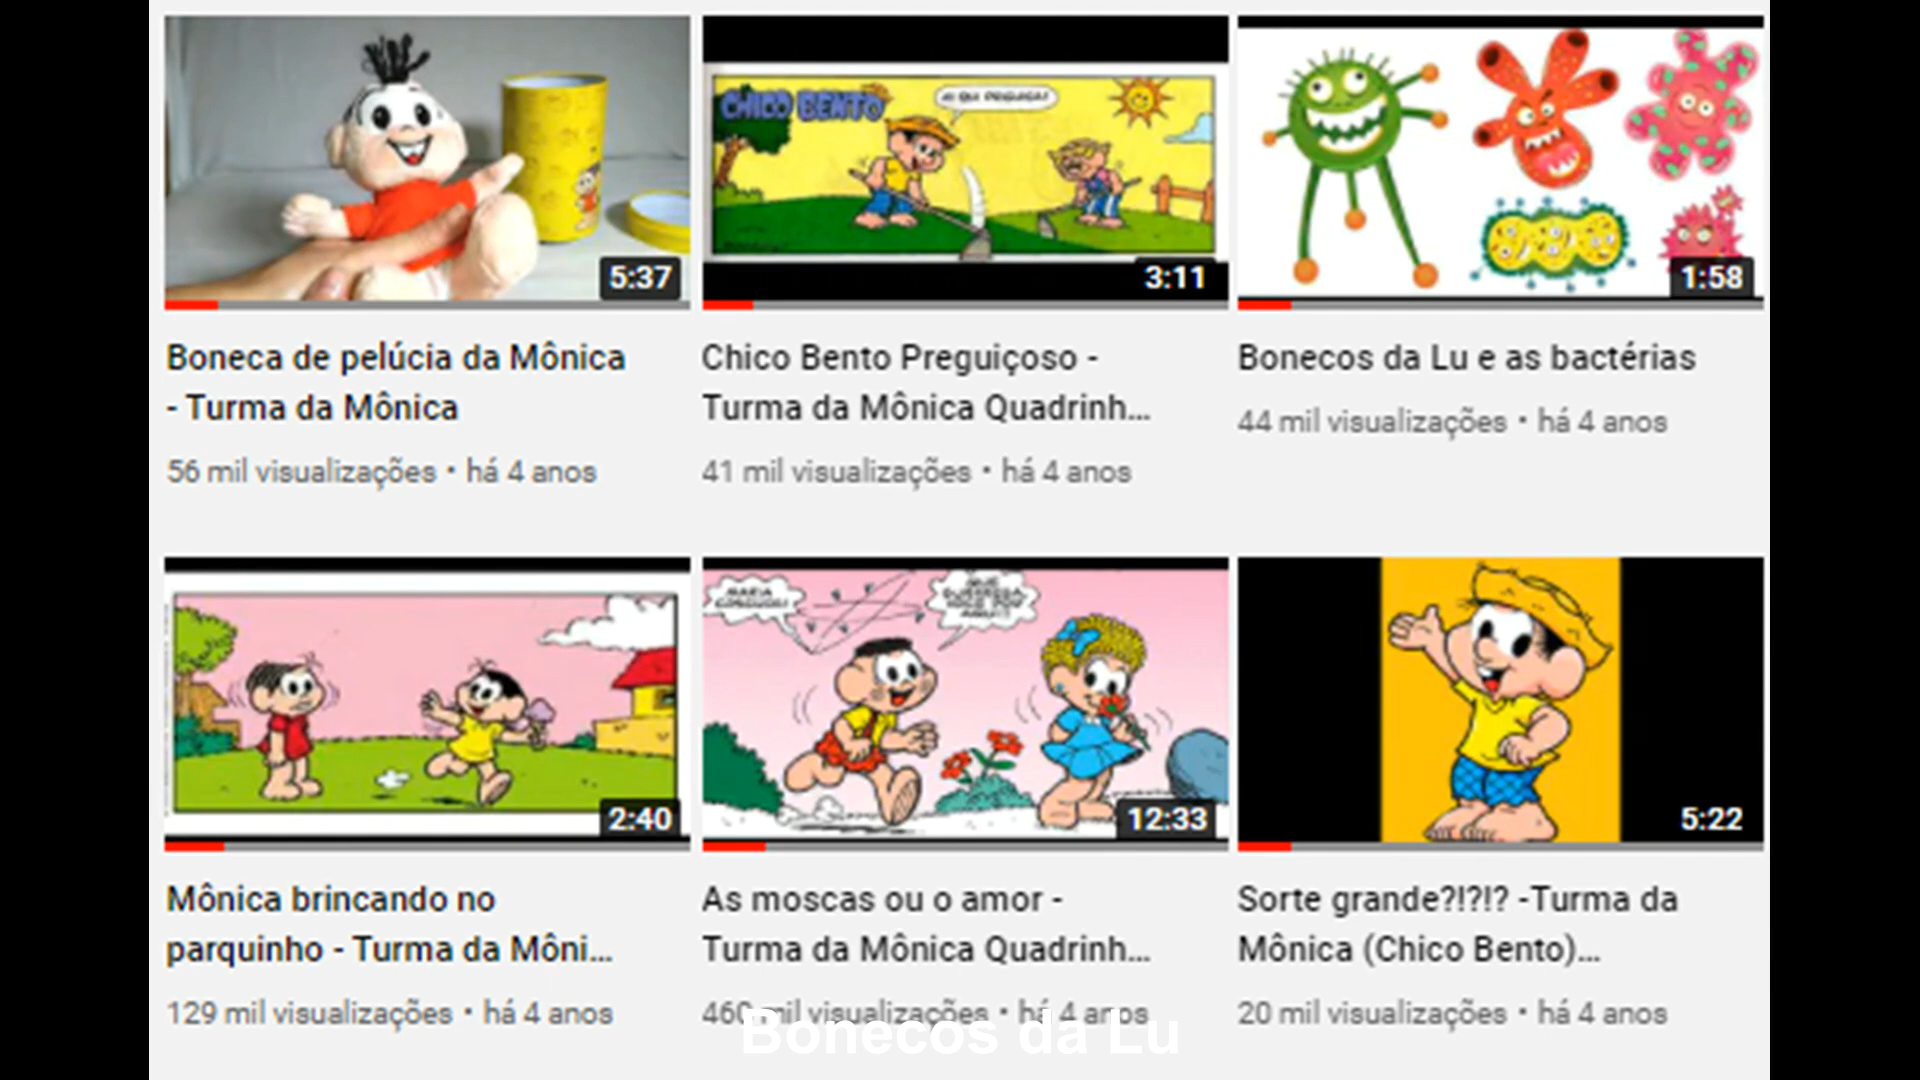 5:37
CHICO BENTO
AI QUI PREGUIÇA!
3:11
1:58
Boneca de pelúcia da Mônica
- Turma da Mônica
56 mil visualizações • há 4 anos
Chico Bento Preguiçoso -
Turma da Mônica Quadrinh...
41 mil visualizações • há 4 anos
Bonecos da Lu e as bactérias
44 mil visualizações • há 4 anos
2:40
MARIA
12:33
5:22
Mônica brincando no
parquinho - Turma da Môni...
129 mil visualizações • há 4 anos
As moscas ou o amor -
Turma da Mônica Quadrinh...
460 mil visualizações • há 4 anos
Sorte grande?!?!? -Turma da
Mônica (Chico Bento)...
20 mil visualizações • há 4 anos
Bonecos da Lu